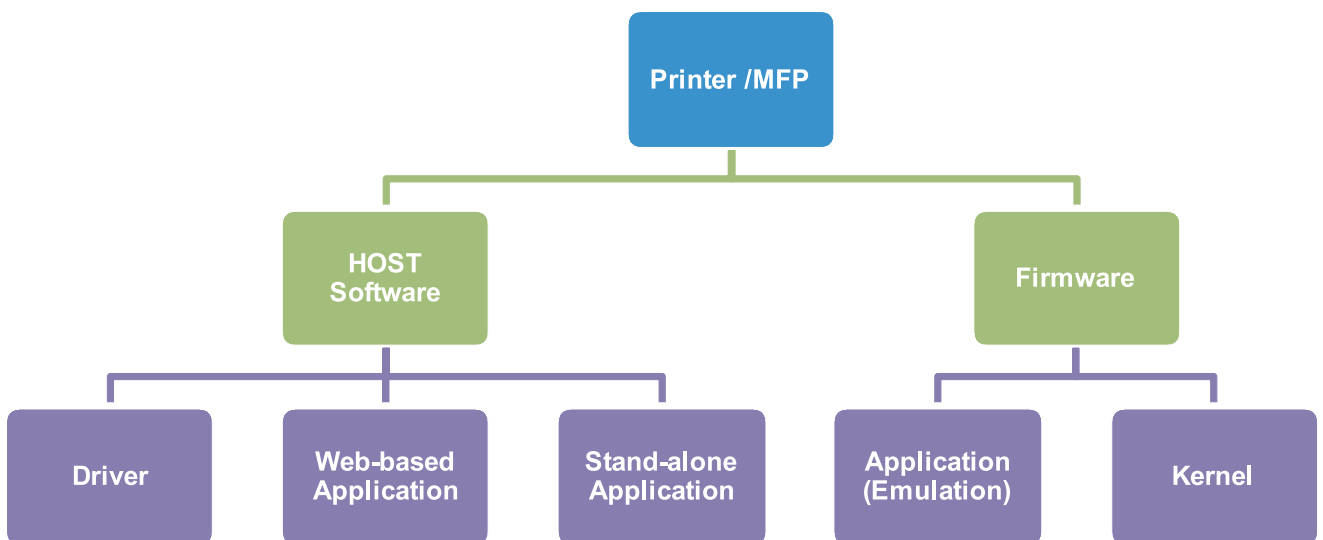 Printer /MFP
HOST
Software
Firmware
Driver
Web-based
Application
Stand-alone
Application
Application
(Emulation)
Kernel